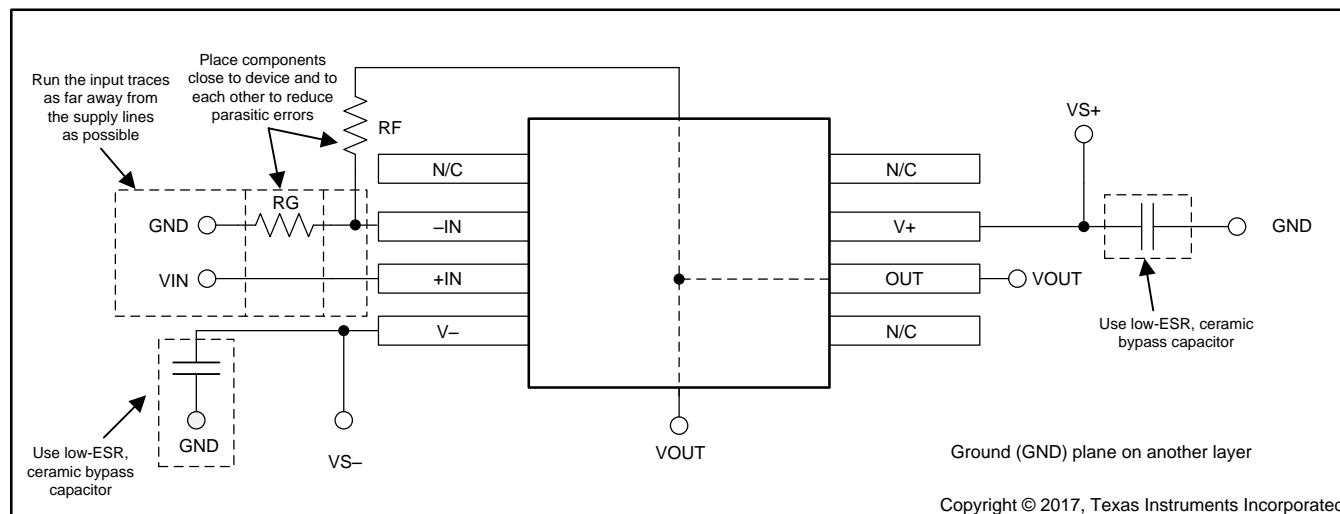 Place components
close to device and to
each other to reduce
parasitic errors
Run the input traces
as far away from
the supply lines
as possible
RF
VS+
N/C
N/C
RG
GND
–IN
V+
GND
VIN
+IN
OUT
VOUT
V–
N/C
Use low-ESR, ceramic
bypass capacitor
GND
Use low-ESR,
ceramic bypass
capacitor
VS–
VOUT
Ground (GND) plane on another layer
Copyright © 2017, Texas Instruments Incorporated